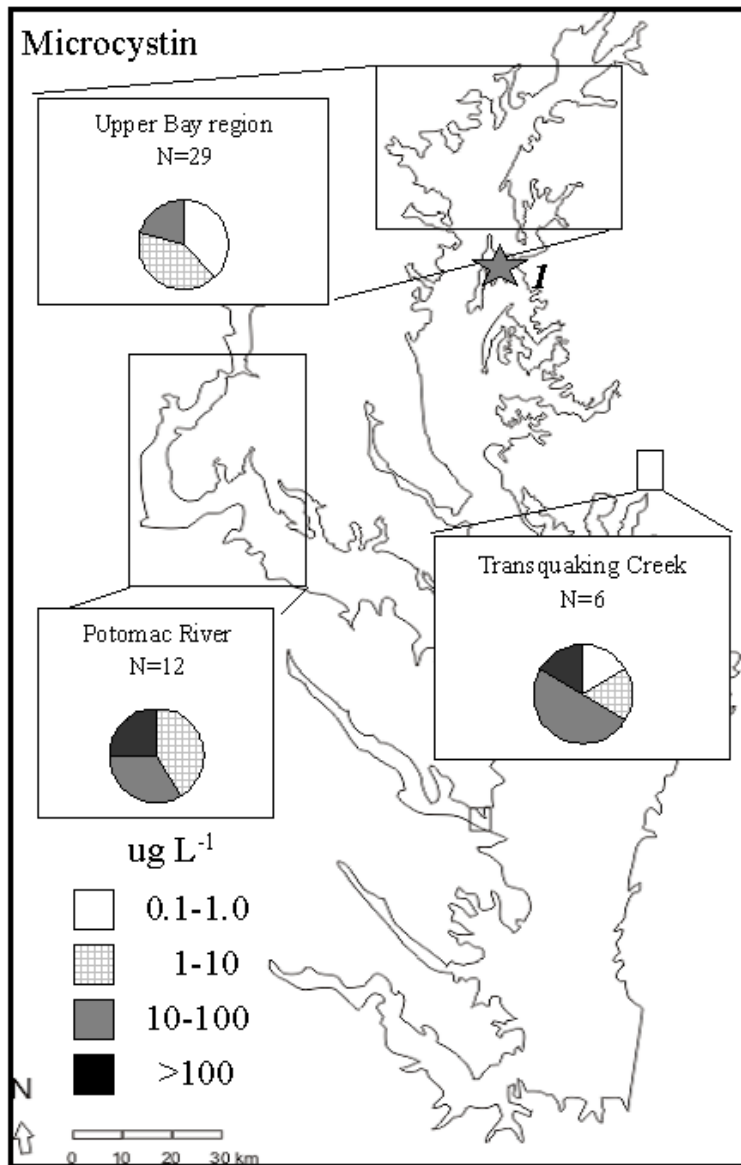 Microcystin
Upper Bay region
N=29
1
Transquaking Creek
N=6
Potomac River
N=12
ug L⁻¹
0.1-1.0
1-10
10-100
>100
N
0 10 20 30 km